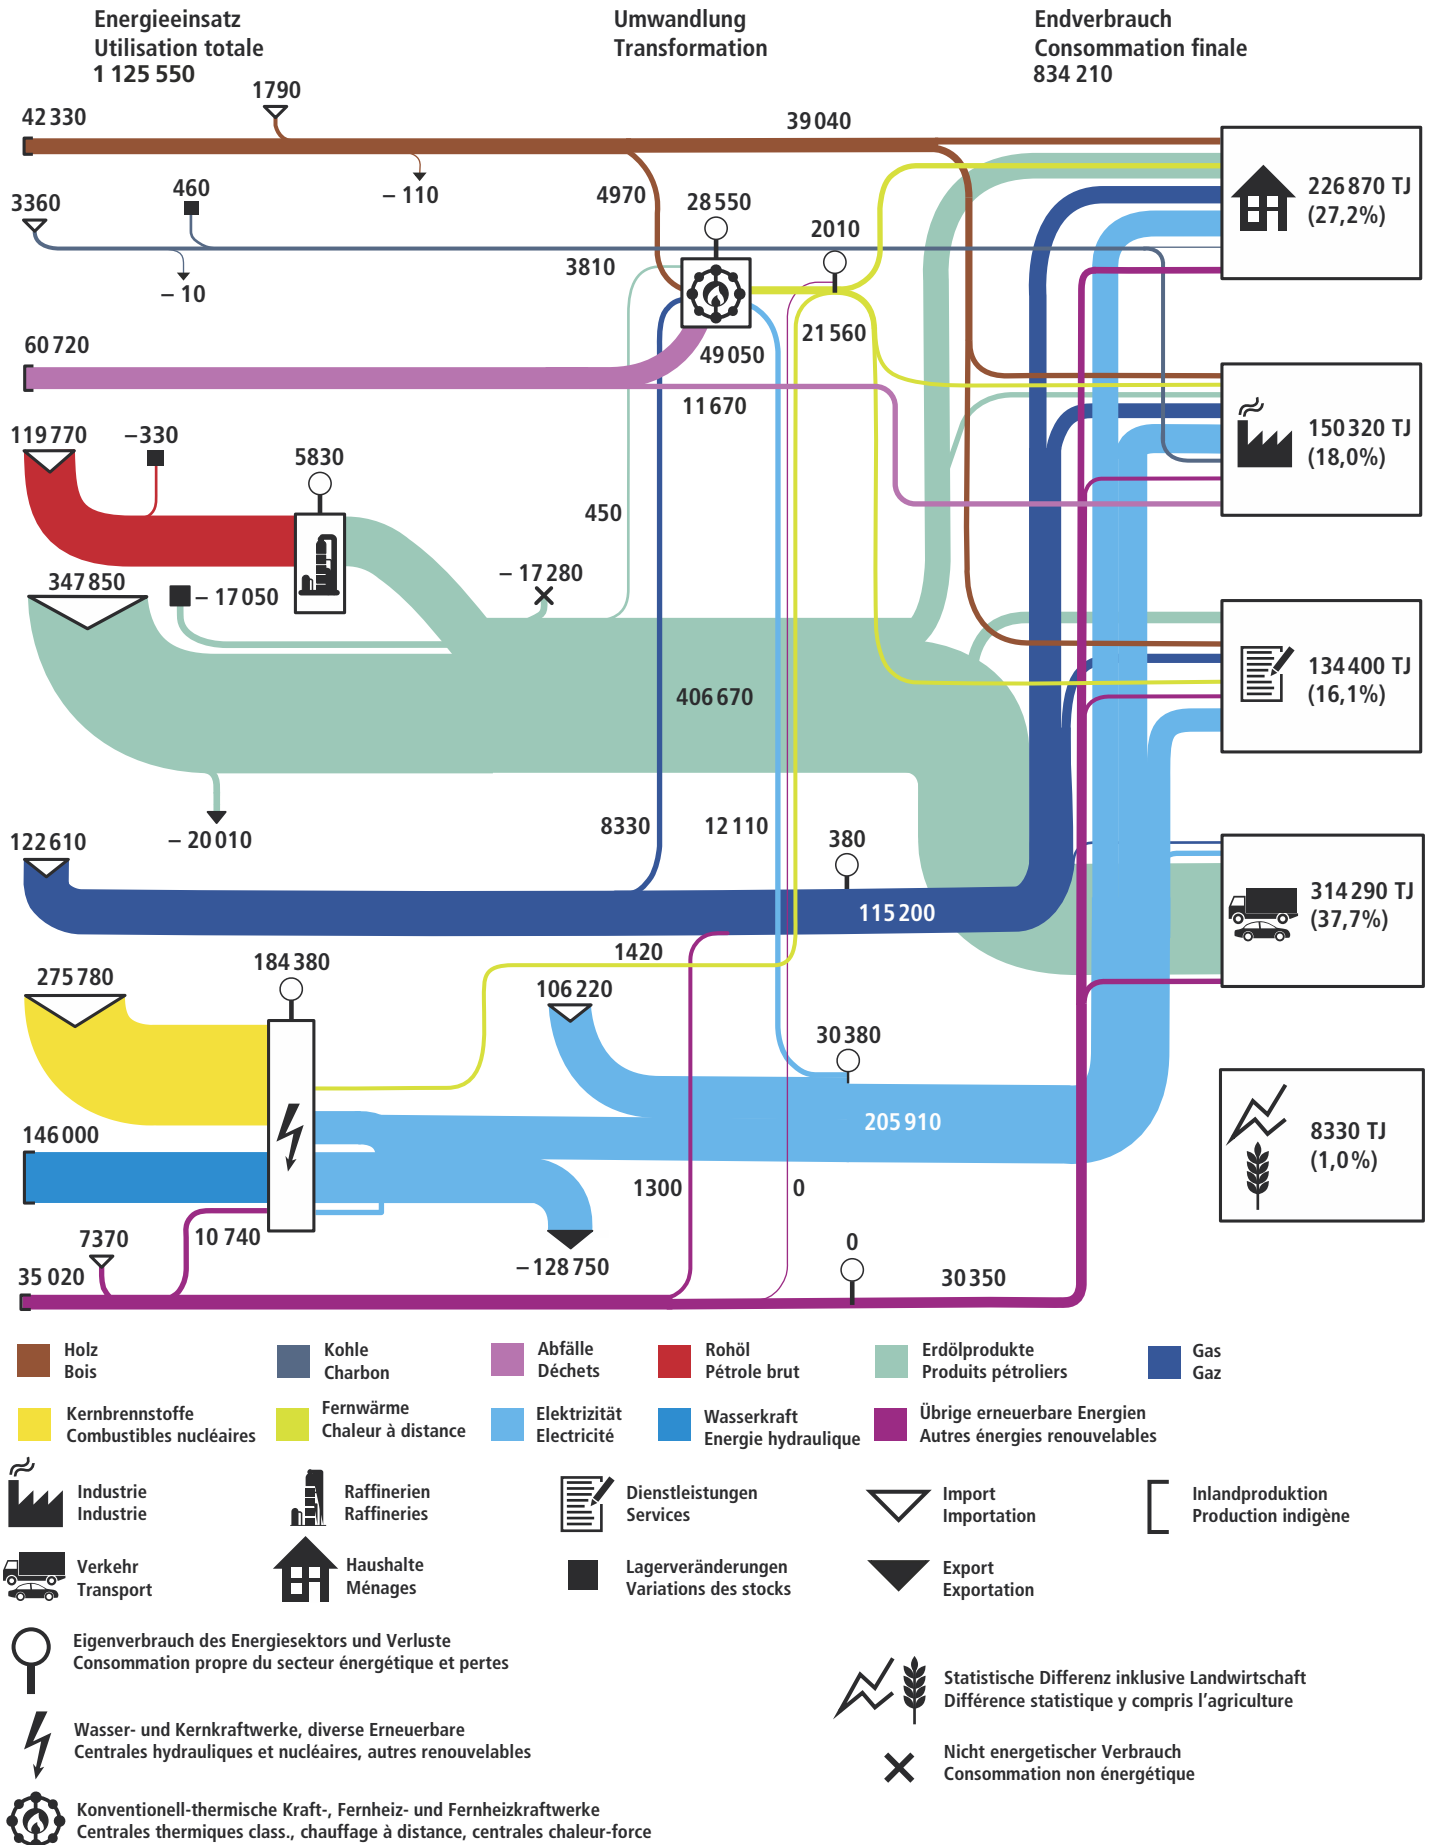 Energieeinsatz
Utilisation totale
1 125 550
Umwandlung
Transformation
Endverbrauch
Consommation finale
834 210
1790
42 330
39 040
– 110
4970
226 870 TJ
(27,2%)
3360
460
28 550
2010
3810
– 10
60 720
49 050
21 560
11 670
150 320 TJ
(18,0%)
119 770
–330
5830
450
347 850
– 17 050
– 17 280
406 670
134 400 TJ
(16,1%)
– 20 010
122 610
8330
12 110
380
115 200
314 290 TJ
(37,7%)
1420
275 780
184 380
106 220
30 380
205 910
146 000
8330 TJ
(1,0%)
1300
0
7370
10 740
– 128 750
0
35 020
30 350
Holz
Bois
Kohle
Charbon
Abfälle
Déchets
Rohöl
Pétrole brut
Erdölprodukte
Produits pétroliers
Gas
Gaz
Kernbrennstoffe
Combustibles nucléaires
Fernwärme
Chaleur à distance
Elektrizität
Electricité
Wasserkraft
Energie hydraulique
Übrige erneuerbare Energien
Autres énergies renouvelables
Industrie
Industrie
Raffinerien
Raffineries
Dienstleistungen
Services
Import
Importation
Inlandproduktion
Production indigène
Verkehr
Transport
Haushalte
Ménages
Lagerveränderungen
Variations des stocks
Export
Exportation
Eigenverbrauch des Energiesektors und Verluste
Consommation propre du secteur énergétique et pertes
Statistische Differenz inklusive Landwirtschaft
Différence statistique y compris l'agriculture
Wasser- und Kernkraftwerke, diverse Erneuerbare
Centrales hydrauliques et nucléaires, autres renouvelables
Nicht energetischer Verbrauch
Consommation non énergétique
Konventionell-thermische Kraft-, Fernheiz- und Fernheizkraftwerke
Centrales thermiques class., chauffage à distance, centrales chaleur-force